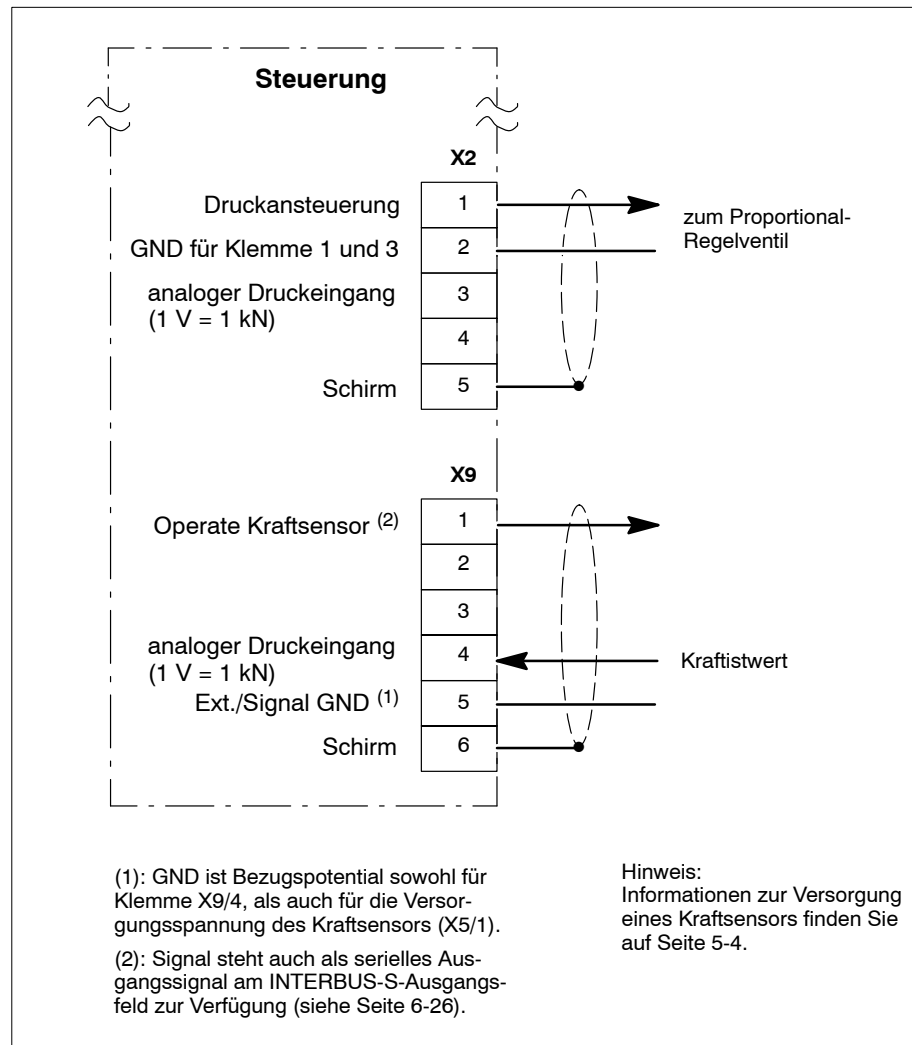 Steuerung
X2
Druckansteuerung 1
zum Proportional-
Regelventil
GND für Klemme 1 und 3 2
analoger Druckeingang
(1 V = 1 kN)
3
4
Schirm 5
X9
Operate Kraftsensor (2) 1
2
3
analoger Druckeingang
(1 V = 1 kN)
4
Kraftistwert
Ext./Signal GND (1) 5
Schirm 6
(1): GND ist Bezugspotential sowohl für
Klemme X9/4, als auch für die Versor-
gungsspannung des Kraftsensors (X5/1).
(2): Signal steht auch als serielles Aus-
gangssignal am INTERBUS-S-Ausgangs-
feld zur Verfügung (siehe Seite 6-26).
Hinweis:
Informationen zur Versorgung
eines Kraftsensors finden Sie
auf Seite 5-4.